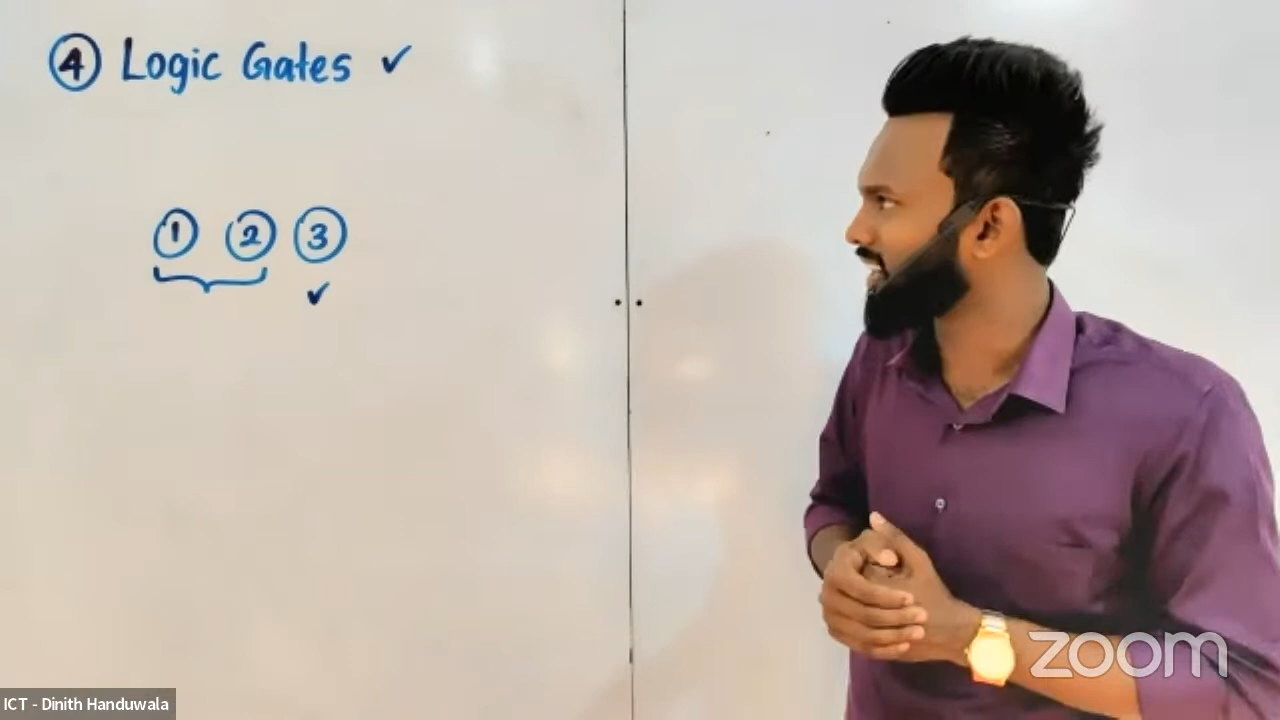 ④ Logic Gates ✓
① ② ③
✓
zoom
ICT - Dinith Handuwala